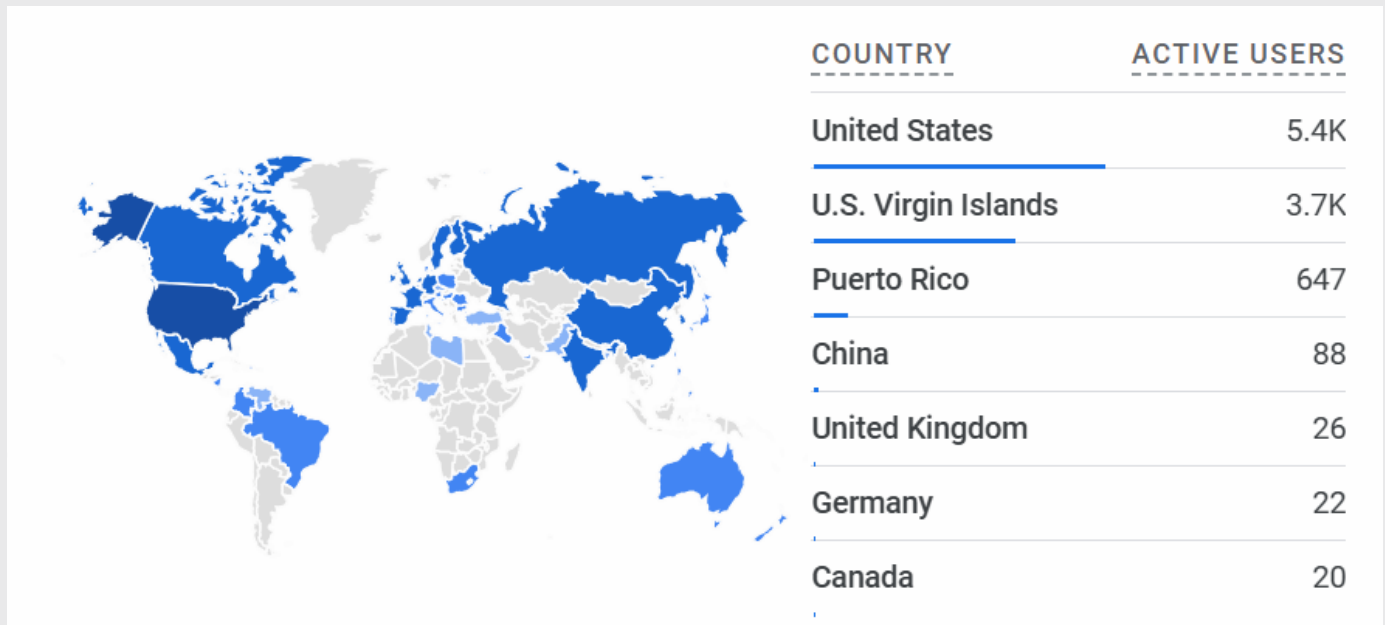 COUNTRY ACTIVE USERS
United States 5.4K
U.S. Virgin Islands 3.7K
Puerto Rico 647
China 88
United Kingdom 26
Germany 22
Canada 20